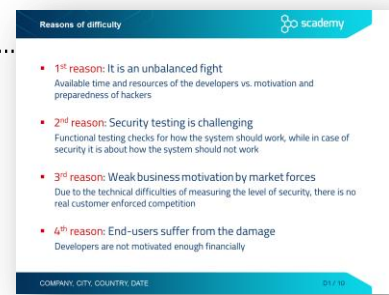 Reasons of difficulty
scademy
1st reason: It is an unbalanced fight
Available time and resources of the developers vs. motivation and
preparedness of hackers
2nd reason: Security testing is challenging
Functional testing checks for how the system should work, while in case of
security it is about how the system should not work
3rd reason: Weak business motivation by market forces
Due to the technical difficulties of measuring the level of security, there is no
real customer enforced competition
4th reason: End-users suffer from the damage
Developers are not motivated enough financially
COMPANY, CITY, COUNTRY, DATE
01 / 10